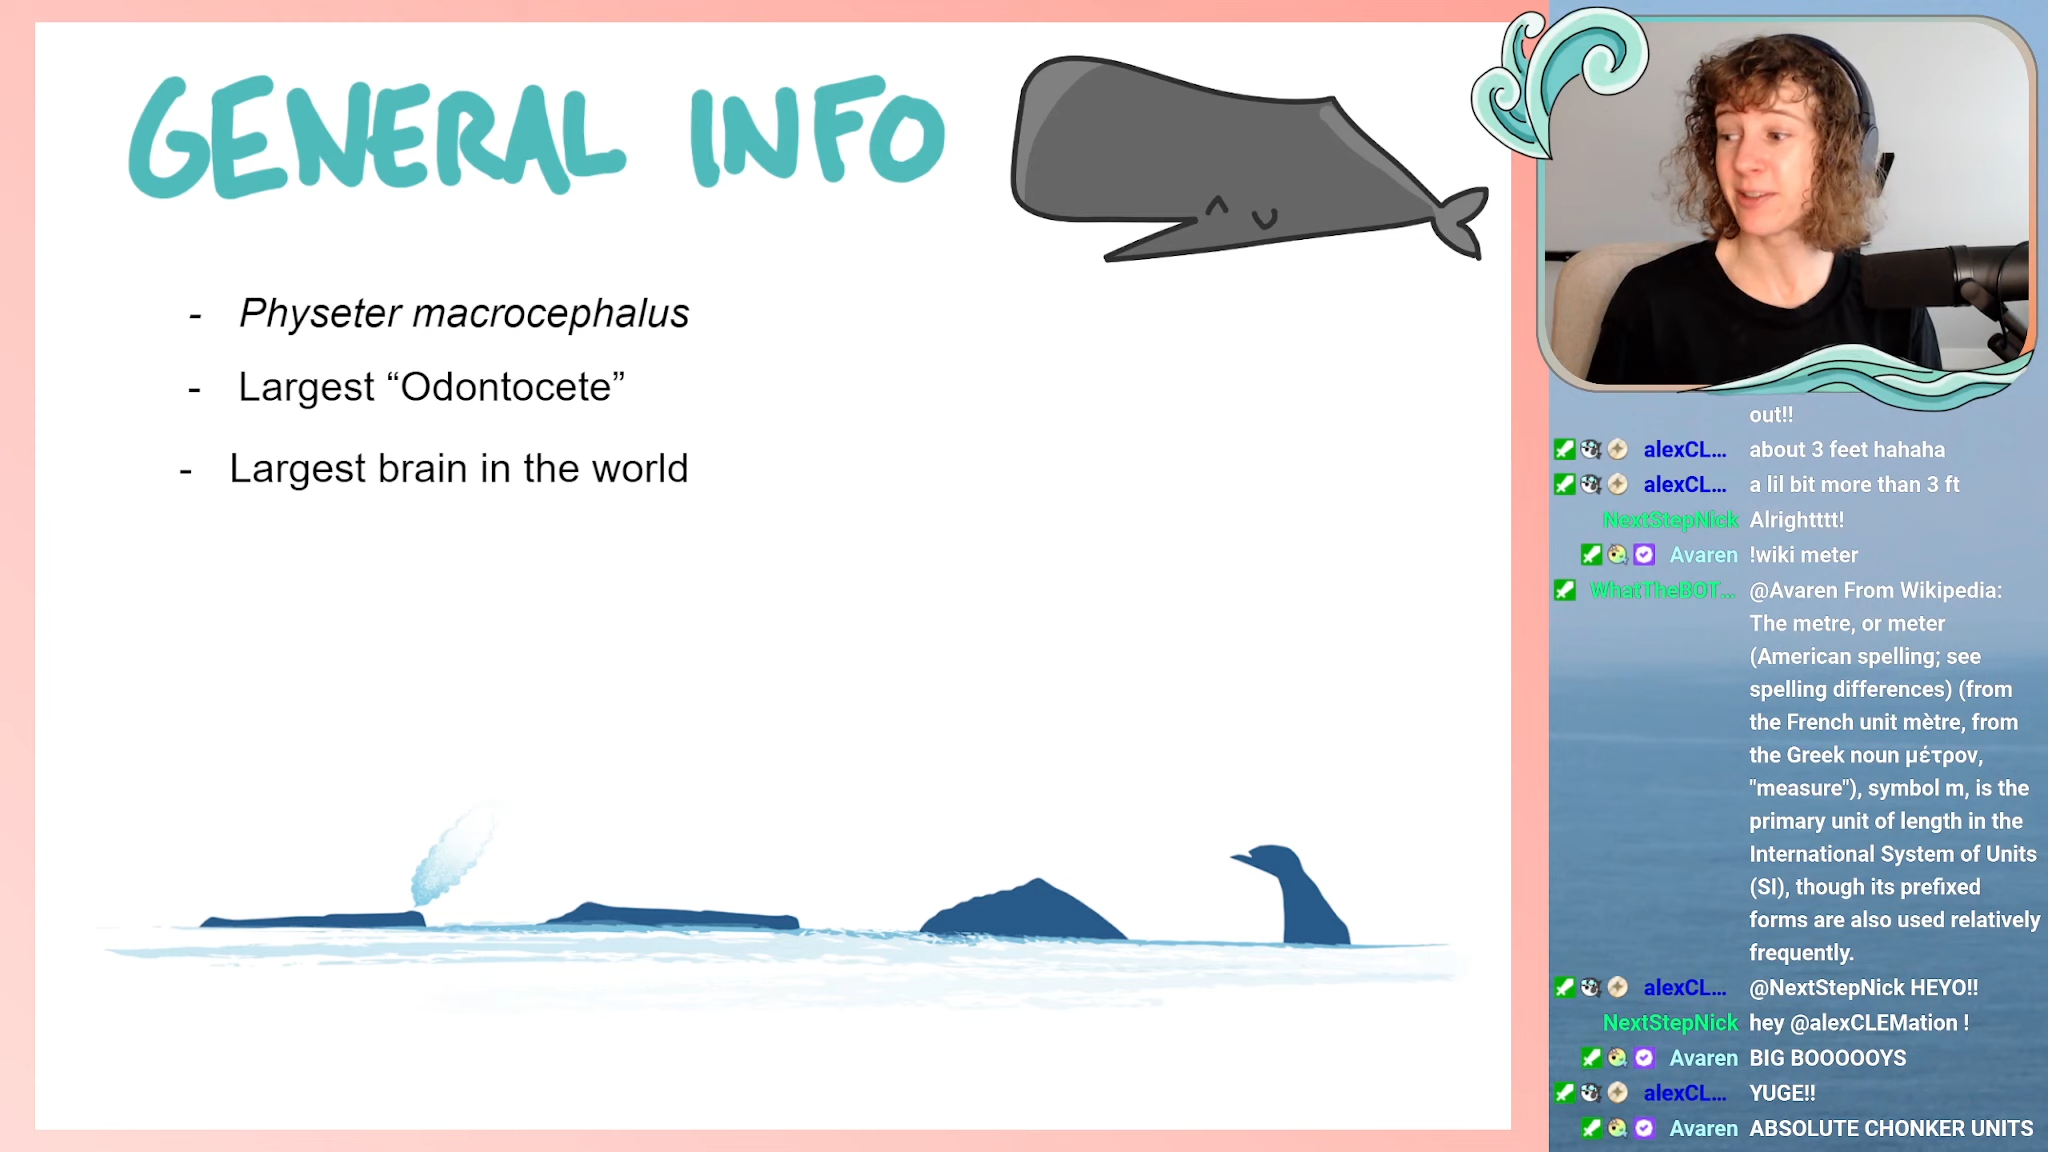 GENERAL INFO
- Physeter macrocephalus
- Largest “Odontocete”
- Largest brain in the world
out!!
alexCL... about 3 feet hahaha
alexCL... a lil bit more than 3 ft
NextStepNick Alrightttt!
Avaren !wiki meter
WhatTheBOT... @Avaren From Wikipedia:
The metre, or meter
(American spelling; see
spelling differences) (from
the French unit mètre, from
the Greek noun μέτρον,
"measure"), symbol m, is the
primary unit of length in the
International System of Units
(SI), though its prefixed
forms are also used relatively
frequently.
alexCL... @NextStepNick HEYO!!
NextStepNick hey @alexCLEMation !
Avaren BIG BOOOOOYS
alexCL... YUGE!!
Avaren ABSOLUTE CHONKER UNITS